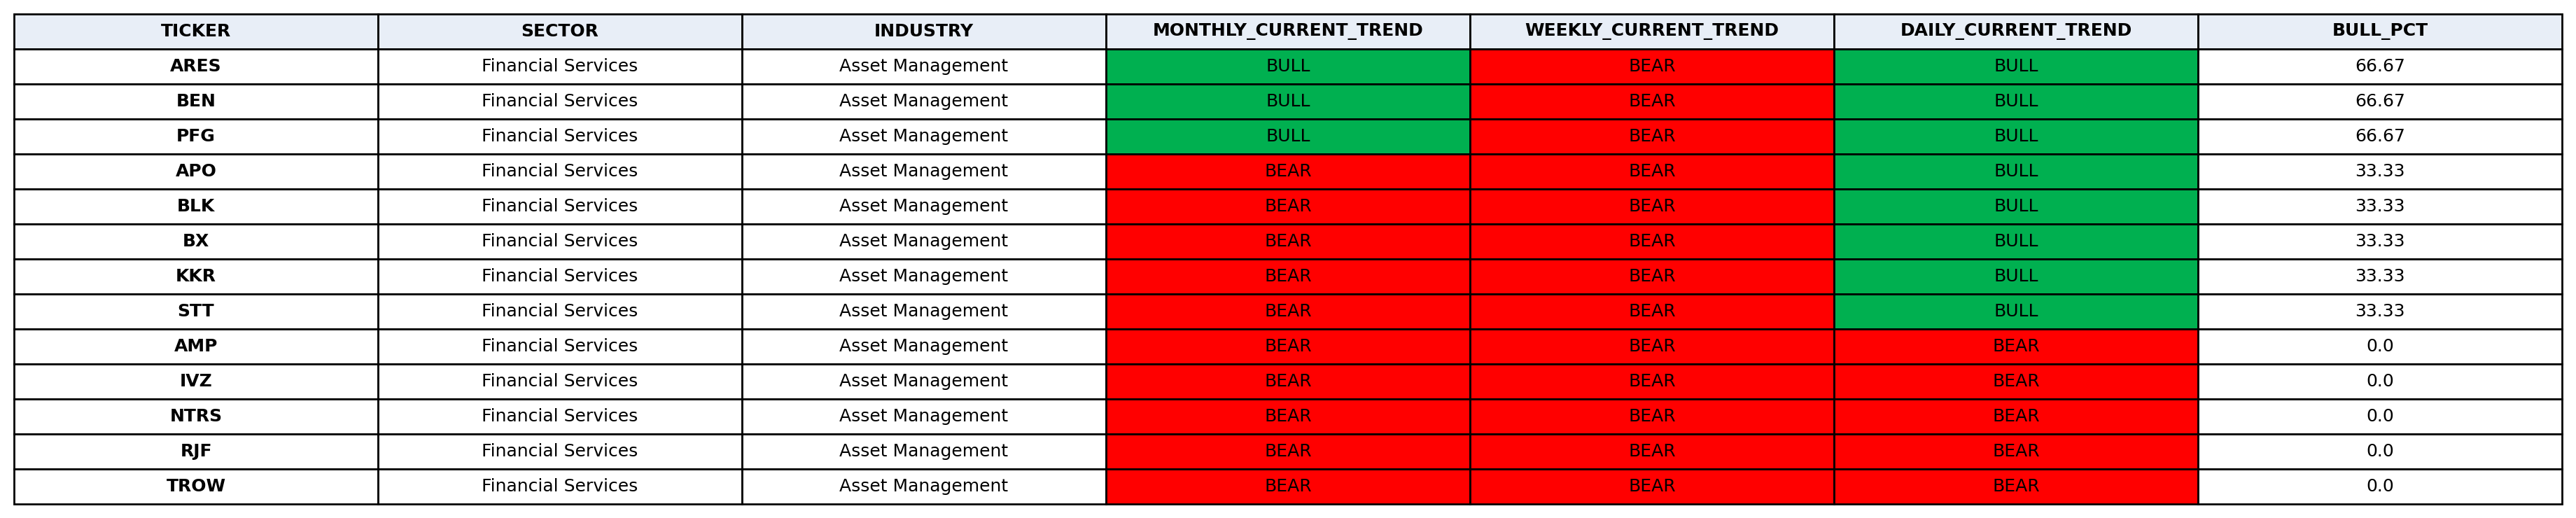 TICKER SECTOR INDUSTRY MONTHLY_CURRENT_TREND WEEKLY_CURRENT_TREND DAILY_CURRENT_TREND BULL_PCT
ARES Financial Services Asset Management BULL BEAR BULL 66.67
BEN Financial Services Asset Management BULL BEAR BULL 66.67
PFG Financial Services Asset Management BULL BEAR BULL 66.67
APO Financial Services Asset Management BEAR BEAR BULL 33.33
BLK Financial Services Asset Management BEAR BEAR BULL 33.33
BX Financial Services Asset Management BEAR BEAR BULL 33.33
KKR Financial Services Asset Management BEAR BEAR BULL 33.33
STT Financial Services Asset Management BEAR BEAR BULL 33.33
AMP Financial Services Asset Management BEAR BEAR BEAR 0.0
IVZ Financial Services Asset Management BEAR BEAR BEAR 0.0
NTRS Financial Services Asset Management BEAR BEAR BEAR 0.0
RJF Financial Services Asset Management BEAR BEAR BEAR 0.0
TROW Financial Services Asset Management BEAR BEAR BEAR 0.0